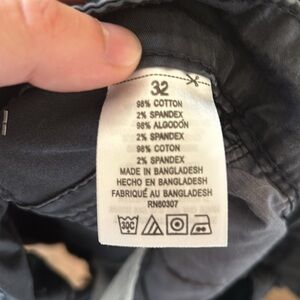 32
98% COTTON
2% SPANDEX
98% ALGODÓN
2% SPANDEX
98% COTON
2% SPANDEX
MADE IN BANGLADESH
HECHO EN BANGLADESH
FABRIQUÉ AU BANGLADESH
RN60307
30C